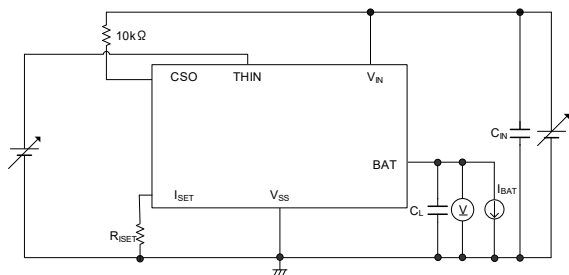 10kΩ
CSO THIN VIN
CIN
BAT
IBAT
ISET VSS
CL V
RISET